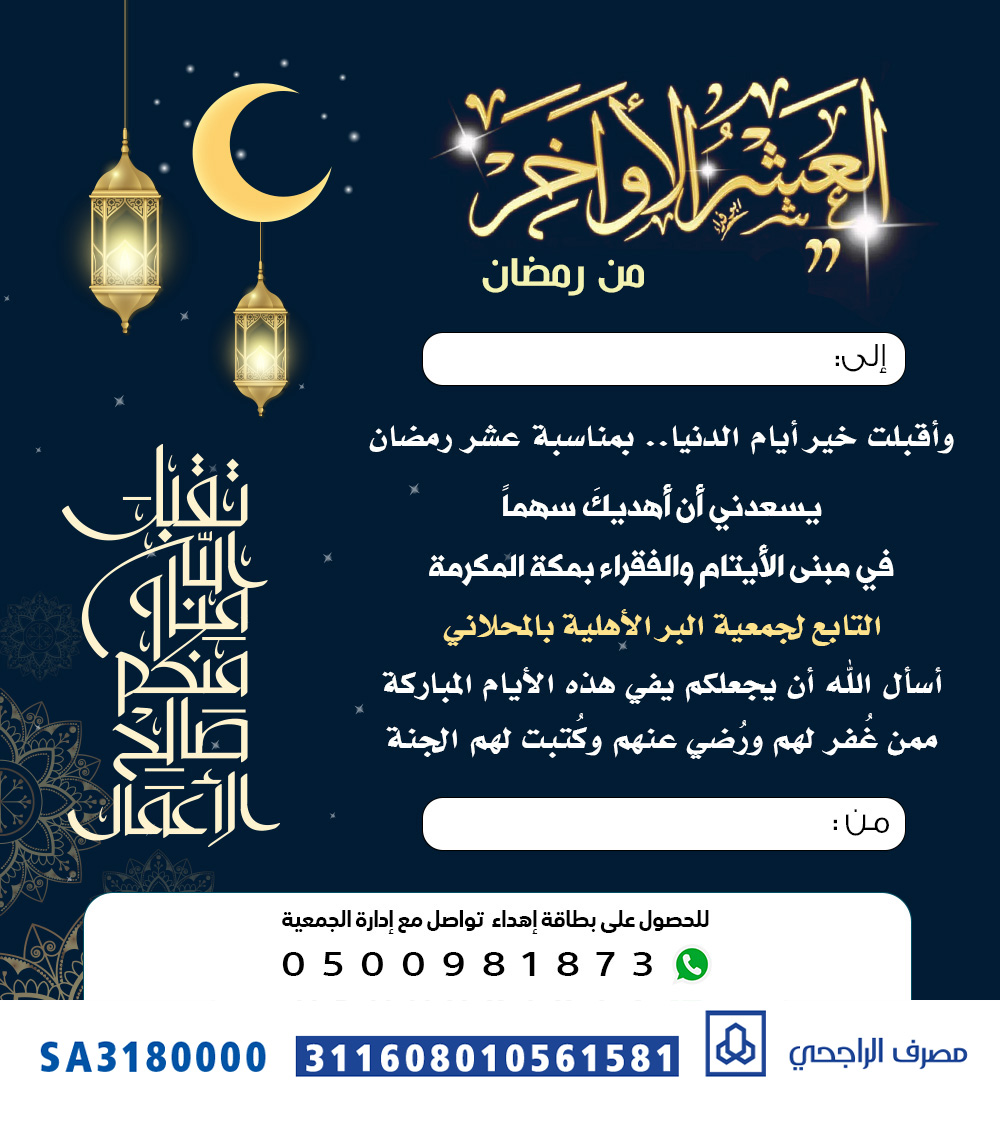 العشر الأواخر
من رمضان
إلى:
وأقبلت خير أيام الدنيا.. بمناسبة عشر رمضان
يسعدني أن أهديكَ سهماً
في مبنى الأيتام والفقراء بمكة المكرمة
التابع لجمعية البر الأهلية بالمحلاني
أسأل الله أن يجعلكم يفي هذه الأيام المباركة
ممن غُفر لهم ورُضي عنهم وكُتبت لهم الجنة
من :
تقبل
الله
منا و
منكم
صالح
الأعمال
للحصول على بطاقة إهداء تواصل مع إدارة الجمعية
0500981873
مصرف الراجحي
SA3180000 311608010561581